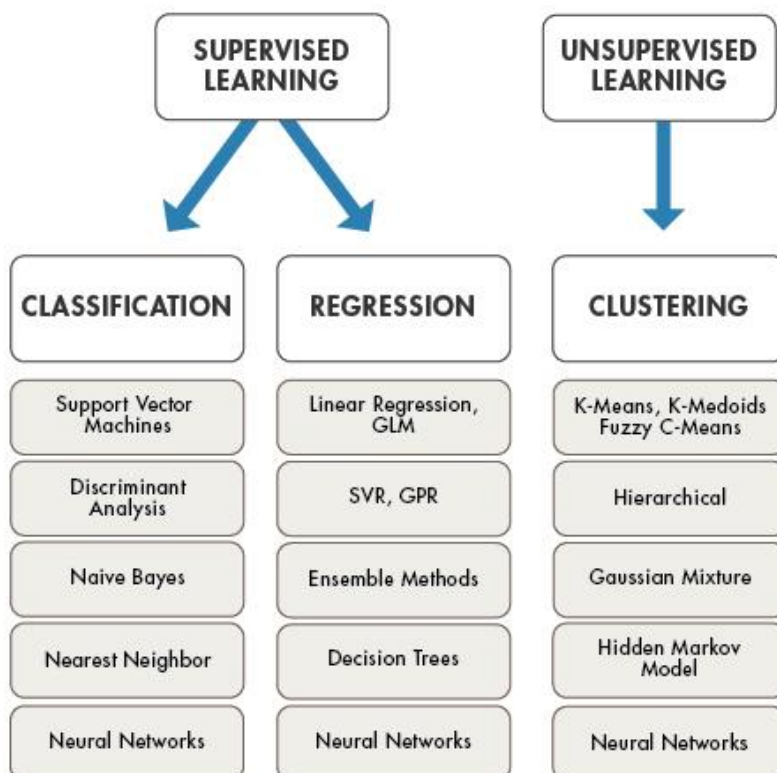 SUPERVISED
LEARNING
UNSUPERVISED
LEARNING
CLASSIFICATION
Support Vector
Machines
Discriminant
Analysis
Naive Bayes
Nearest Neighbor
Neural Networks
REGRESSION
Linear Regression,
GLM
SVR, GPR
Ensemble Methods
Decision Trees
Neural Networks
CLUSTERING
K-Means, K-Medoids
Fuzzy C-Means
Hierarchical
Gaussian Mixture
Hidden Markov
Model
Neural Networks